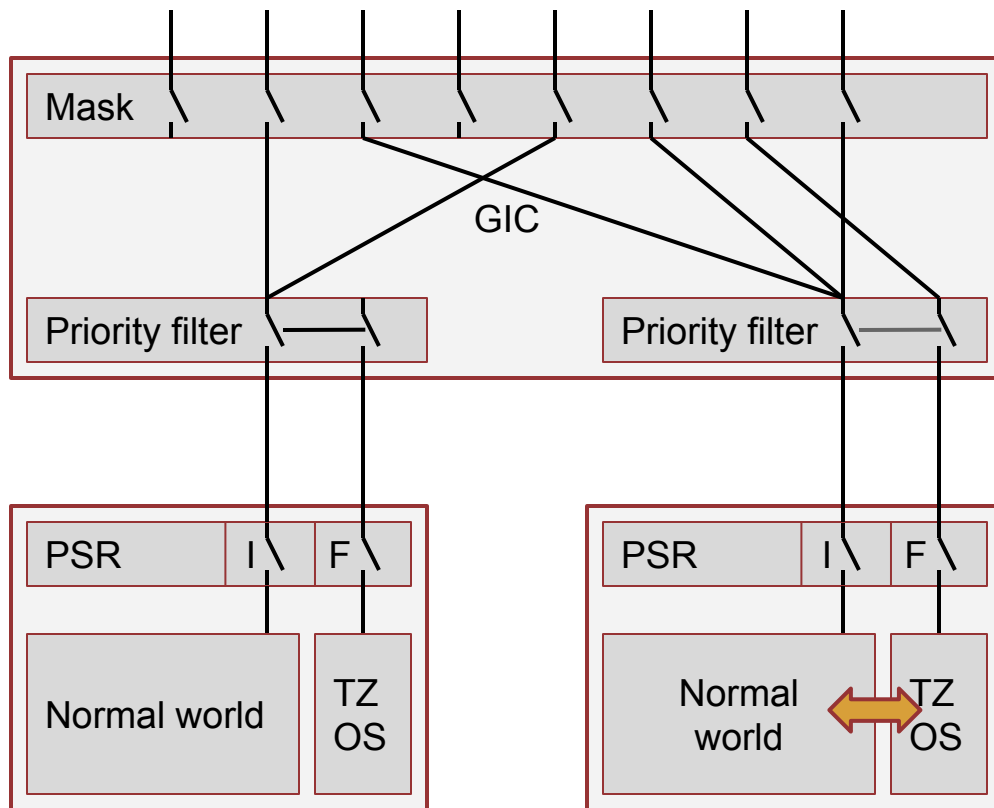 Mask
GIC
Priority filter
Priority filter
PSR
I
F
PSR
I
F
Normal world
TZ
OS
Normal
world
TZ
OS